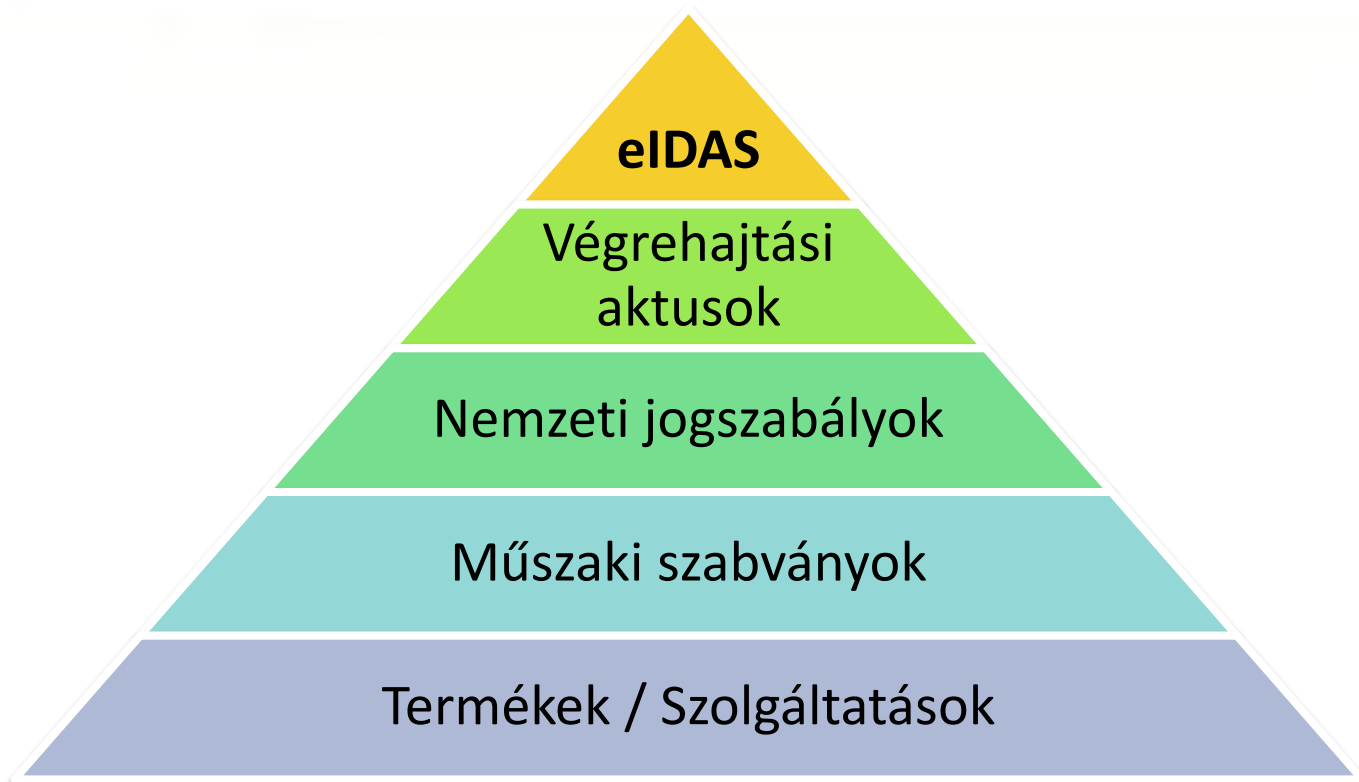 eIDAS
Végrehajtási
aktusok
Nemzeti jogszabályok
Műszaki szabványok
Termékek / Szolgáltatások